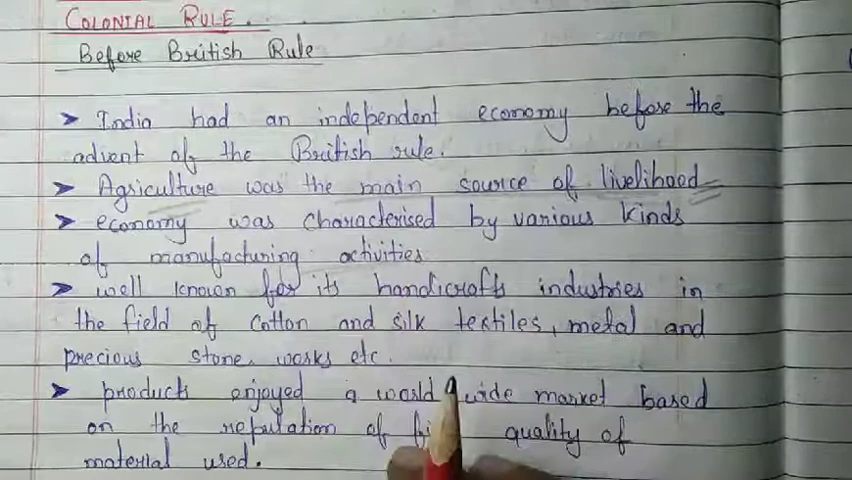 COLONIAL RULE.
Before British Rule
➤ India had an independent economy before the
advent of the British rule.
➤ Agriculture was the main source of livelihood
➤ economy was characterised by various kinds
of manufacturing activities
➤ well known for its handicrafts industries in
the field of Cotton and silk textiles, metal and
precious stone works etc.
➤ products enjoyed a world wide market based
on the reputation of quality of
material used.